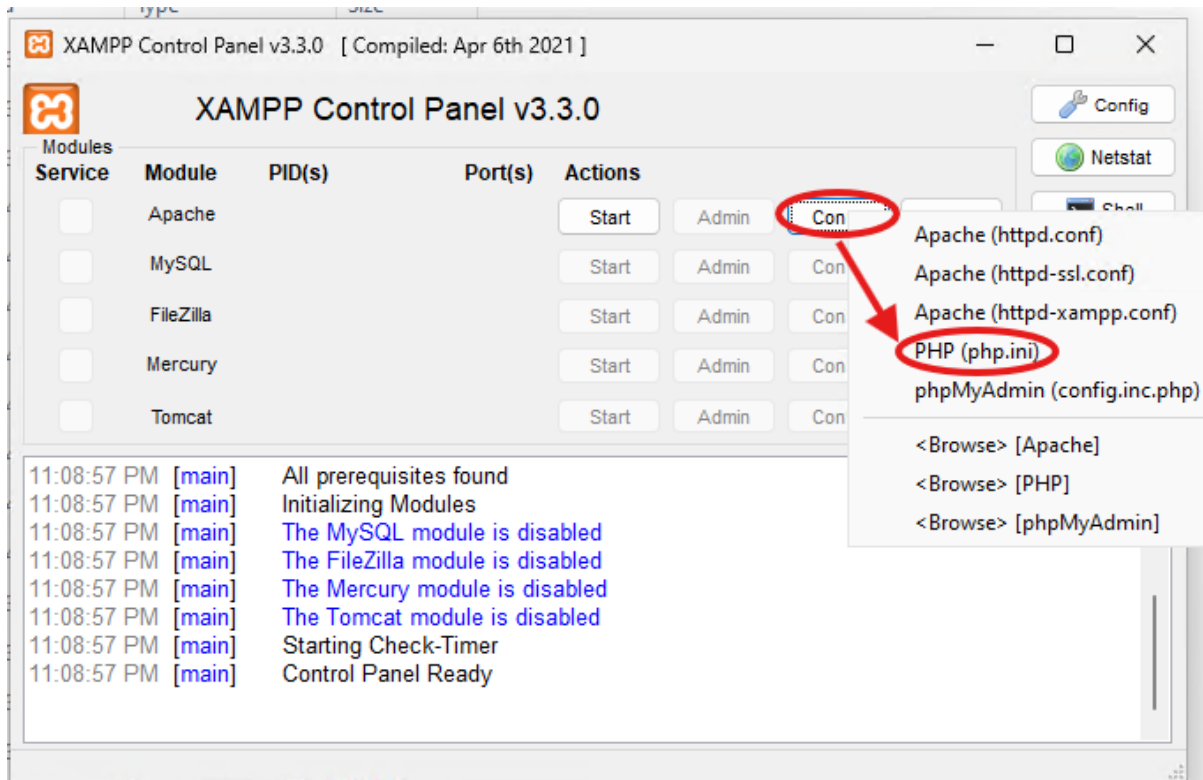 XAMPP Control Panel v3.3.0 [ Compiled: Apr 6th 2021 ]
XAMPP Control Panel v3.3.0
Config
Modules
Netstat
Service Module PID(s) Port(s) Actions
Shell
Apache Start Admin Con
MySQL Start Admin Con
FileZilla Start Admin Con
Mercury Start Admin Con
Tomcat Start Admin Con
Apache (httpd.conf)
Apache (httpd-ssl.conf)
Apache (httpd-xampp.conf)
PHP (php.ini)
phpMyAdmin (config.inc.php)
<Browse> [Apache]
<Browse> [PHP]
<Browse> [phpMyAdmin]
11:08:57 PM [main] All prerequisites found
11:08:57 PM [main] Initializing Modules
11:08:57 PM [main] The MySQL module is disabled
11:08:57 PM [main] The FileZilla module is disabled
11:08:57 PM [main] The Mercury module is disabled
11:08:57 PM [main] The Tomcat module is disabled
11:08:57 PM [main] Starting Check-Timer
11:08:57 PM [main] Control Panel Ready